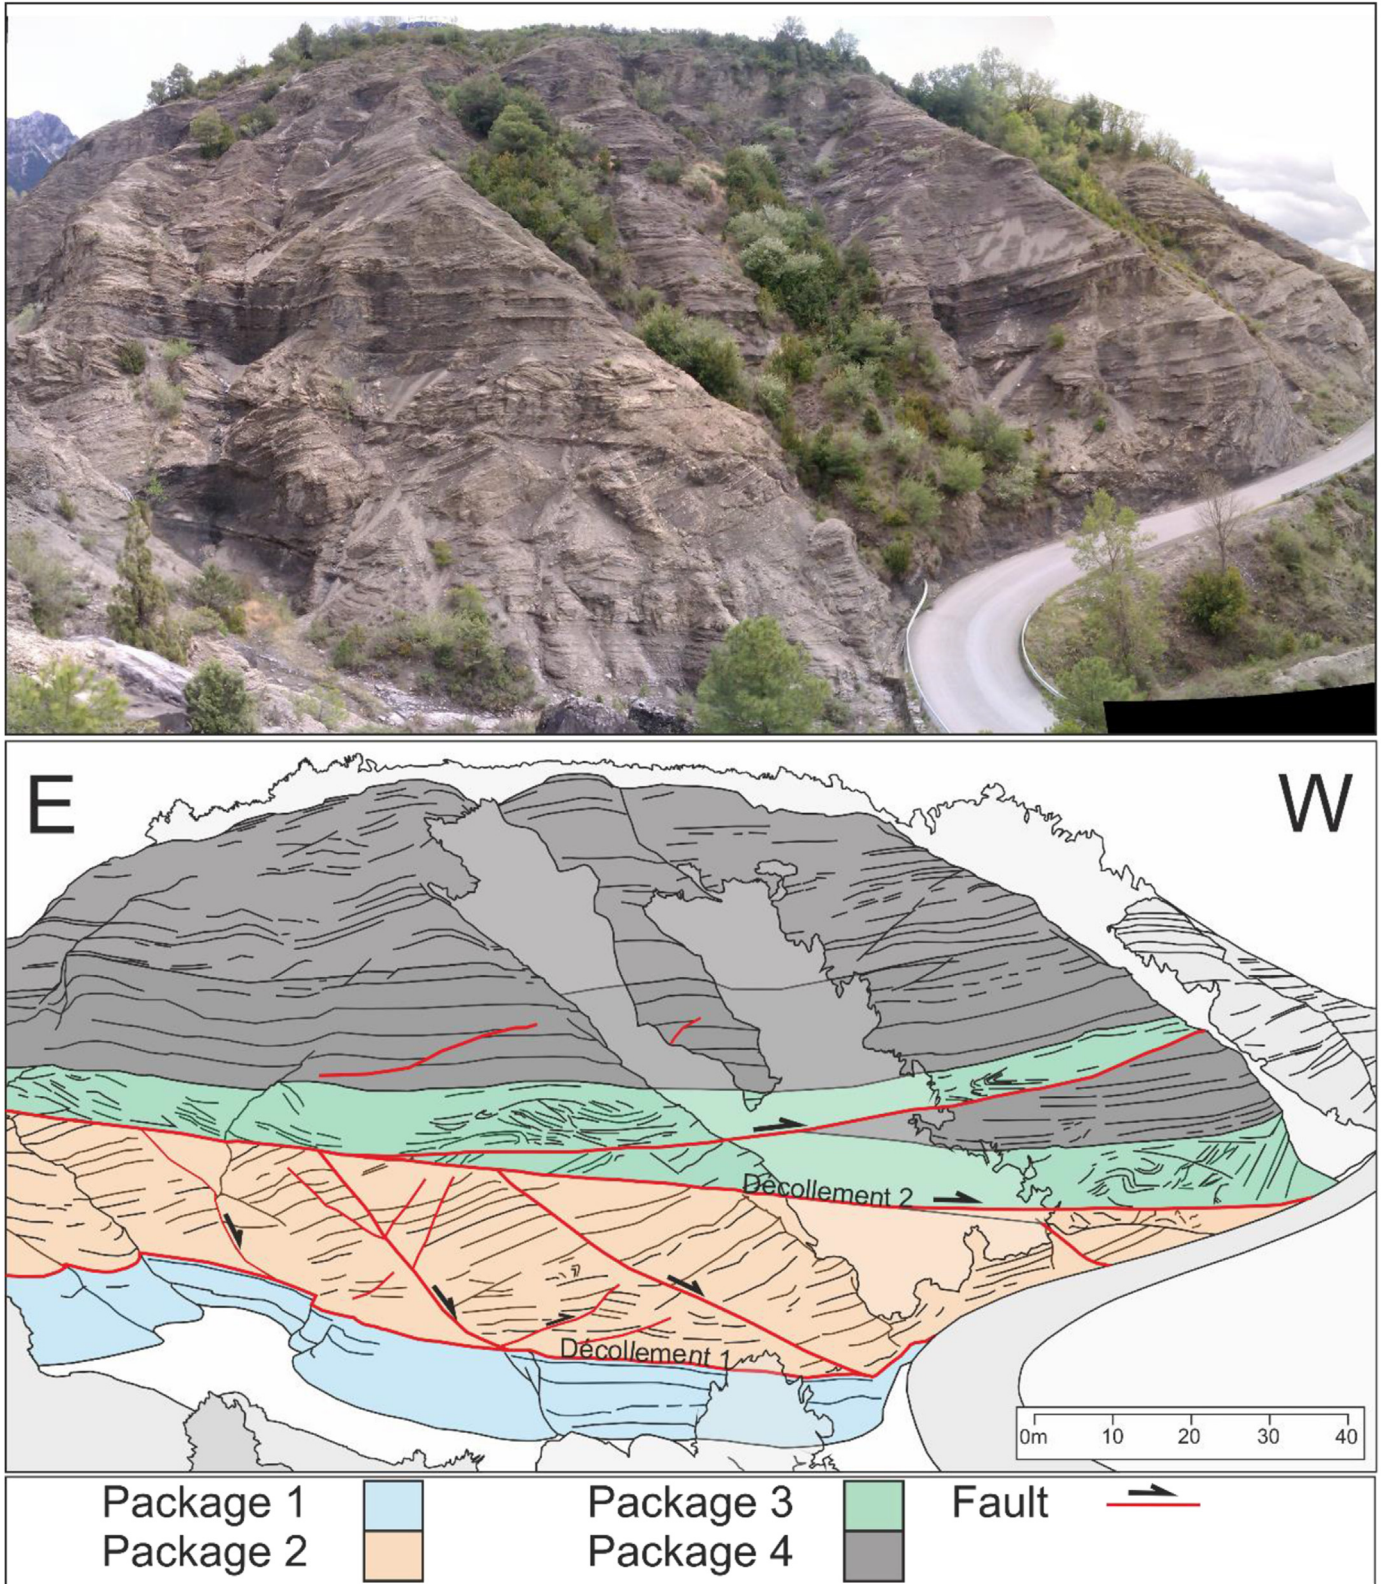 E
W
Décollement 2
Décollement 1
0m 10 20 30 40
Package 1
Package 3
Fault
Package 2
Package 4